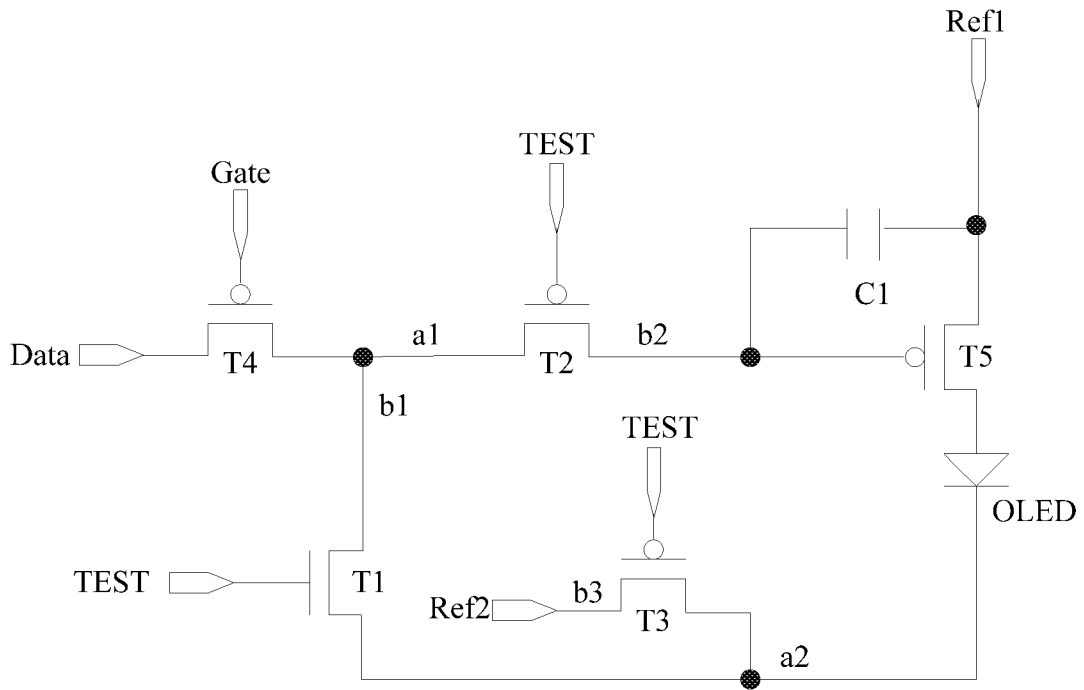 Ref1
TEST
Gate
C1
Data
T4
a1
T2
b2
T5
b1
TEST
OLED
TEST
T1
Ref2
b3
T3
a2